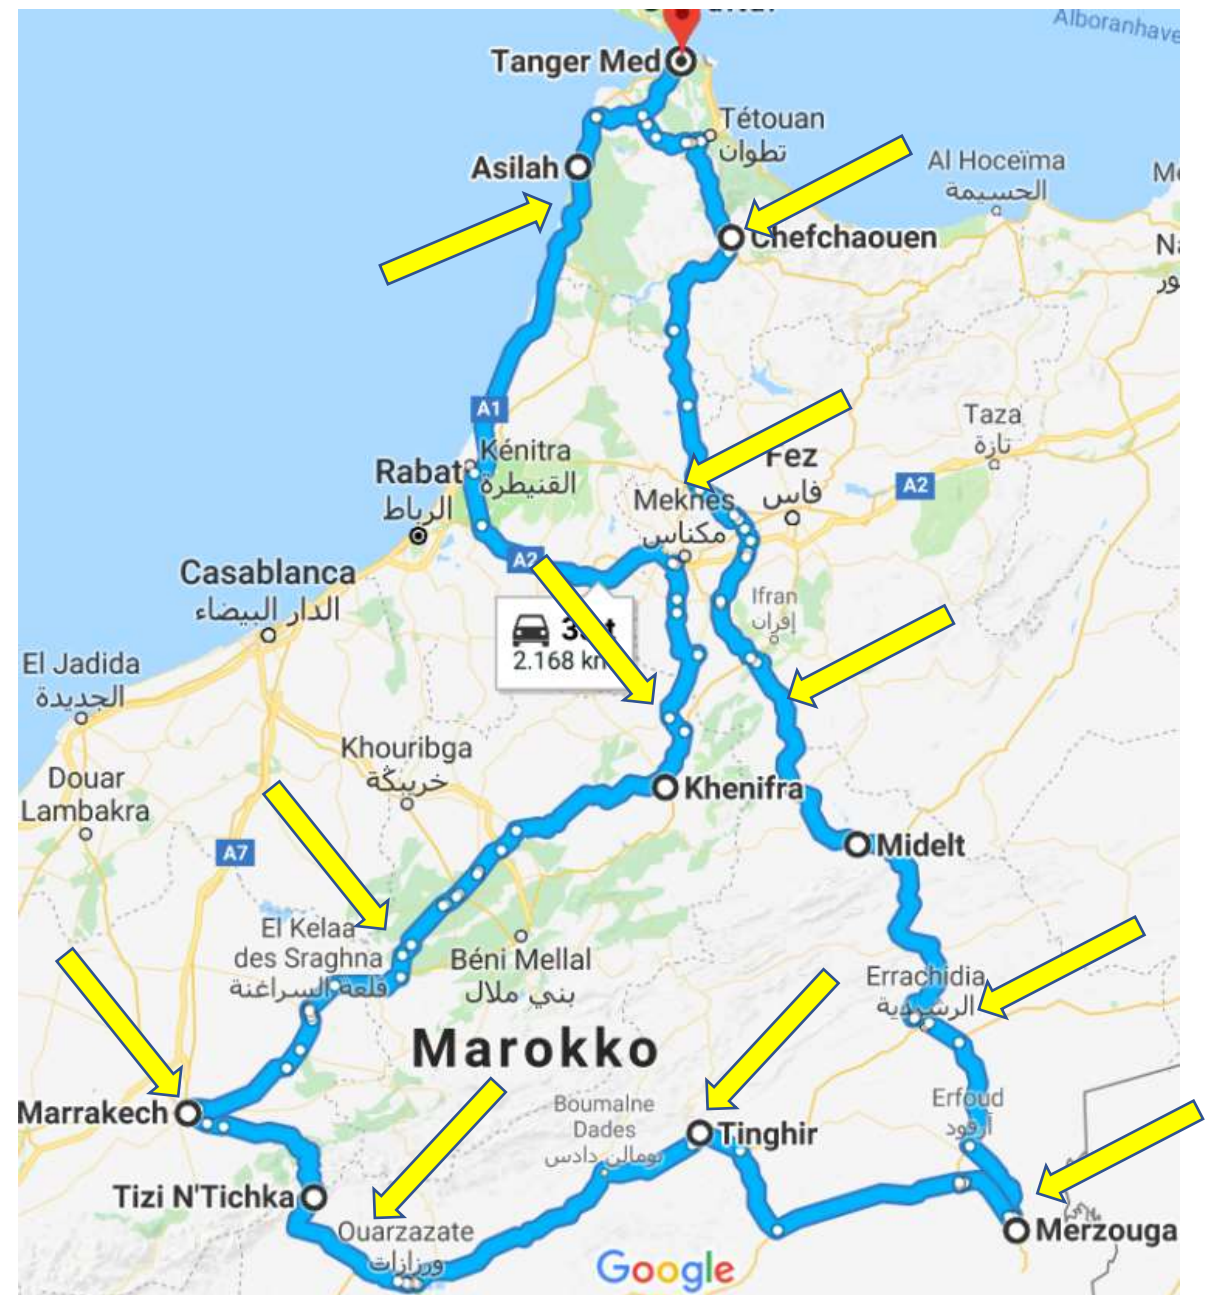 Alboranhave
Tanger Med
Tétouan
تطوان
Asilah
Al Hoceïma
الحسيمة
Chefchaouen
A1
Taza
تازة
Kénitra
القنيطرة
Rabat
الرباط
Fez
فاس
A2
Meknes
مكناس
A2
Casablanca
الدار البيضاء
Ifran
إفران
2.168 km
El Jadida
الجديدة
Khouribga
خريبڭة
Douar
Lambakra
Khenifra
Midelt
A7
El Kelaa
des Sraghna
قلعة السراغنة
Béni Mellal
بني ملال
Errachidia
الرشيدية
Marokko
Marrakech
Boumalne
Dades
بومالن دادس
Tinghir
Erfoud
أرفود
Tizi N'Tichka
Ouarzazate
ورزازات
Merzouga
Google